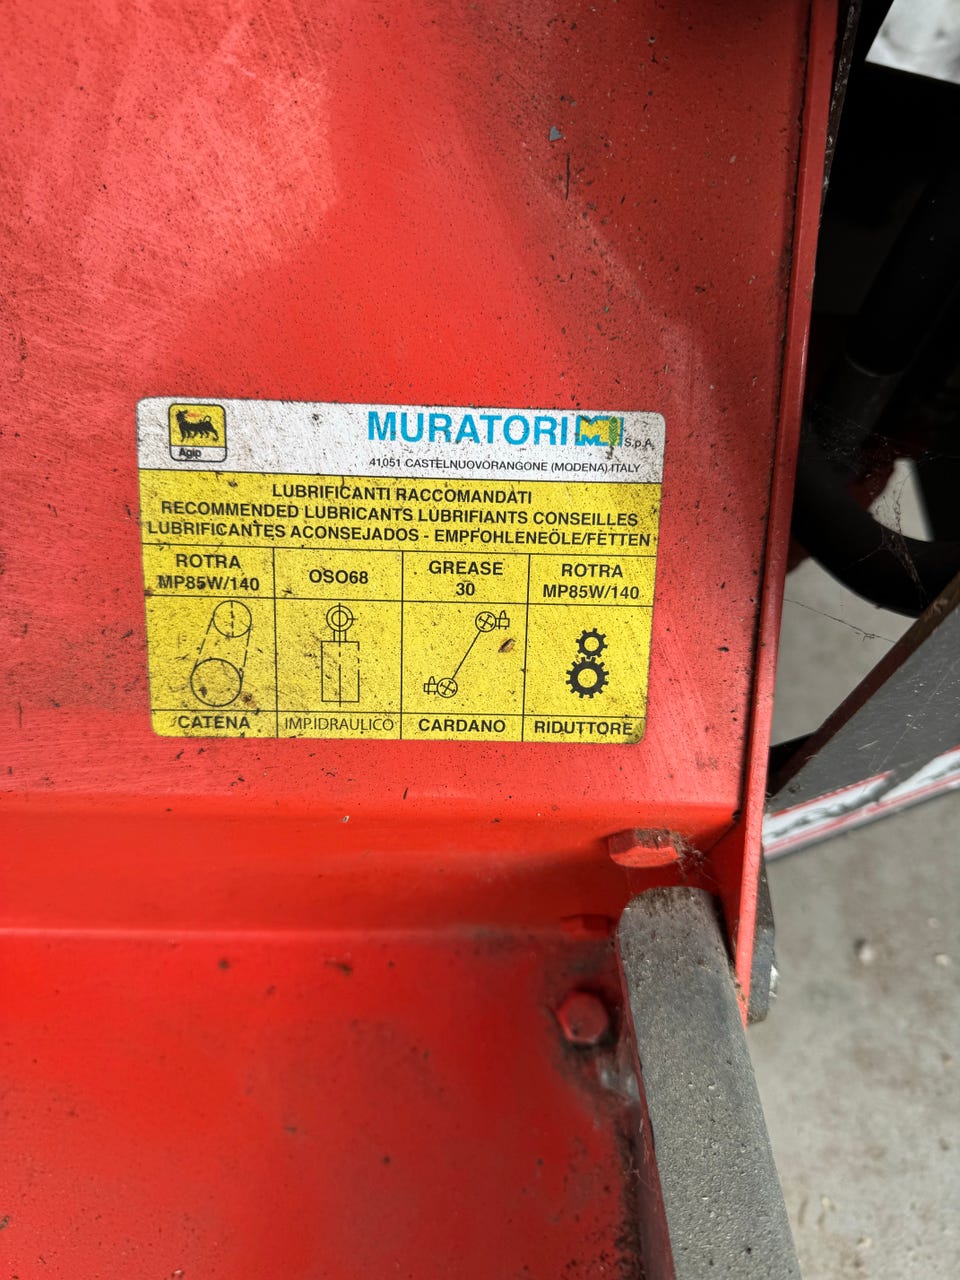 Agip
MURATORI M S.p.A.
41051 CASTELNUOVORANGONE (MODENA) ITALY
LUBRIFICANTI RACCOMANDATI
RECOMMENDED LUBRICANTS LUBRIFIANTS CONSEILLES
LUBRIFICANTES ACONSEJADOS - EMPFOHLENEÖLE/FETTEN
ROTRA
MP85W/140
OSO68
GREASE
30
ROTRA
MP85W/140
CATENA
IMP.IDRAULICO
CARDANO
RIDUTTORE